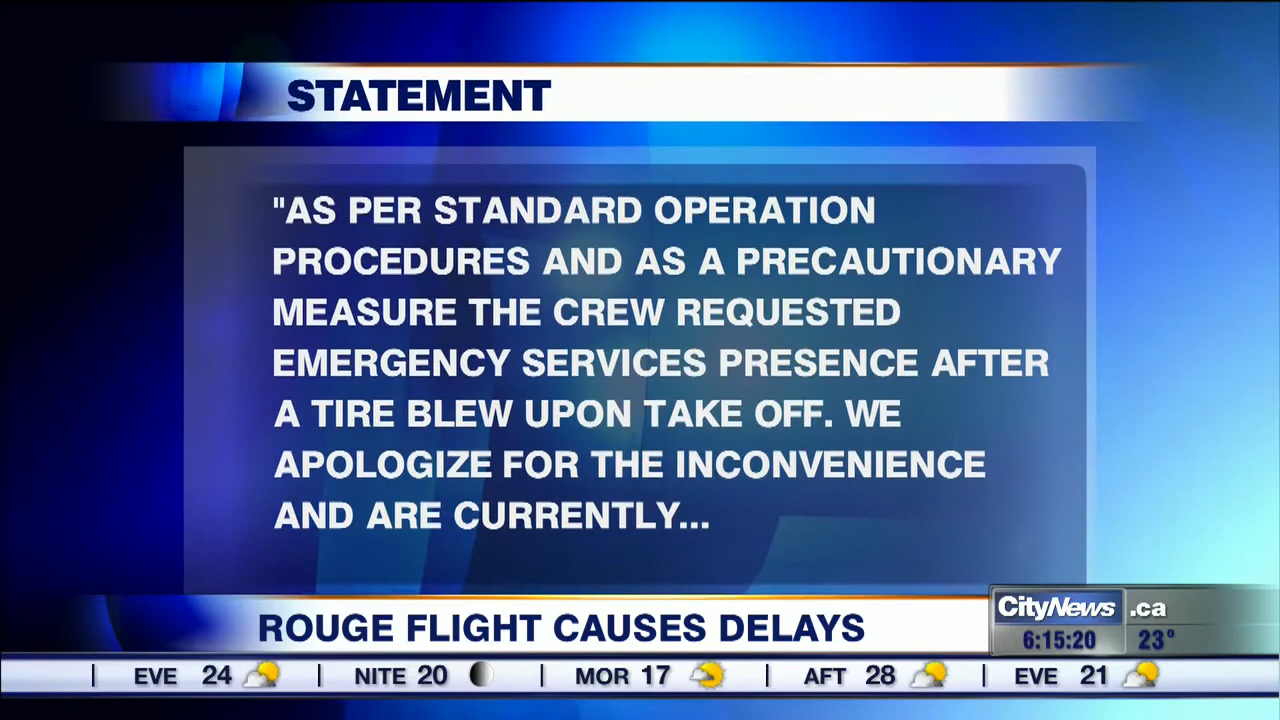 STATEMENT
"AS PER STANDARD OPERATION
PROCEDURES AND AS A PRECAUTIONARY
MEASURE THE CREW REQUESTED
EMERGENCY SERVICES PRESENCE AFTER
A TIRE BLEW UPON TAKE OFF. WE
APOLOGIZE FOR THE INCONVENIENCE
AND ARE CURRENTLY...
ROUGE FLIGHT CAUSES DELAYS
CityNews .ca
6:15:20 23°
EVE 24 NITE 20 MOR 17 AFT 28 EVE 21